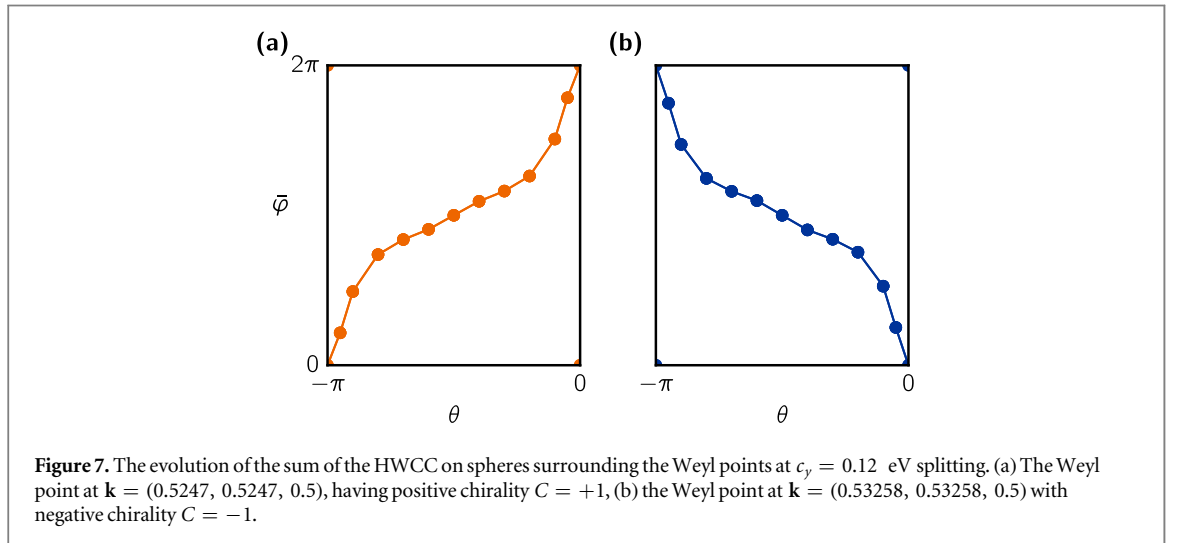 (a) (b)
2π
φ̄
0
−π 0 −π 0
θ θ
Figure 7. The evolution of the sum of the HWCC on spheres surrounding the Weyl points at c_y = 0.12 eV splitting. (a) The Weyl
point at k = (0.5247, 0.5247, 0.5), having positive chirality C = +1, (b) the Weyl point at k = (0.53258, 0.53258, 0.5) with
negative chirality C = −1.